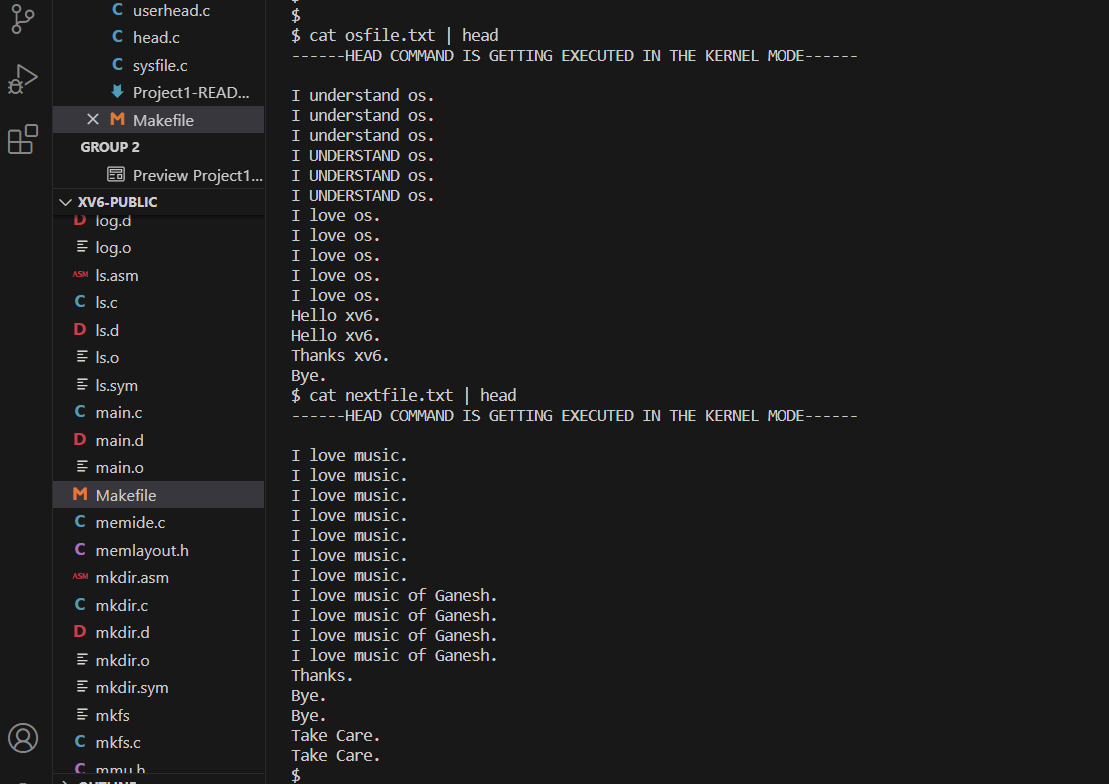 userhead.c
head.c
sysfile.c
Project1-READ...
Makefile
GROUP 2
Preview Project1...
XV6-PUBLIC
log.d
log.o
ls.asm
ls.c
ls.d
ls.o
ls.sym
main.c
main.d
main.o
Makefile
memide.c
memlayout.h
mkdir.asm
mkdir.c
mkdir.d
mkdir.o
mkdir.sym
mkfs
mkfs.c
mmu.h
OUTLINE
$
$ cat osfile.txt | head
------HEAD COMMAND IS GETTING EXECUTED IN THE KERNEL MODE------
I understand os.
I understand os.
I understand os.
I UNDERSTAND os.
I UNDERSTAND os.
I UNDERSTAND os.
I love os.
I love os.
I love os.
I love os.
I love os.
Hello xv6.
Hello xv6.
Thanks xv6.
Bye.
$ cat nextfile.txt | head
------HEAD COMMAND IS GETTING EXECUTED IN THE KERNEL MODE------
I love music.
I love music.
I love music.
I love music.
I love music.
I love music.
I love music.
I love music of Ganesh.
I love music of Ganesh.
I love music of Ganesh.
I love music of Ganesh.
Thanks.
Bye.
Bye.
Take Care.
Take Care.
$